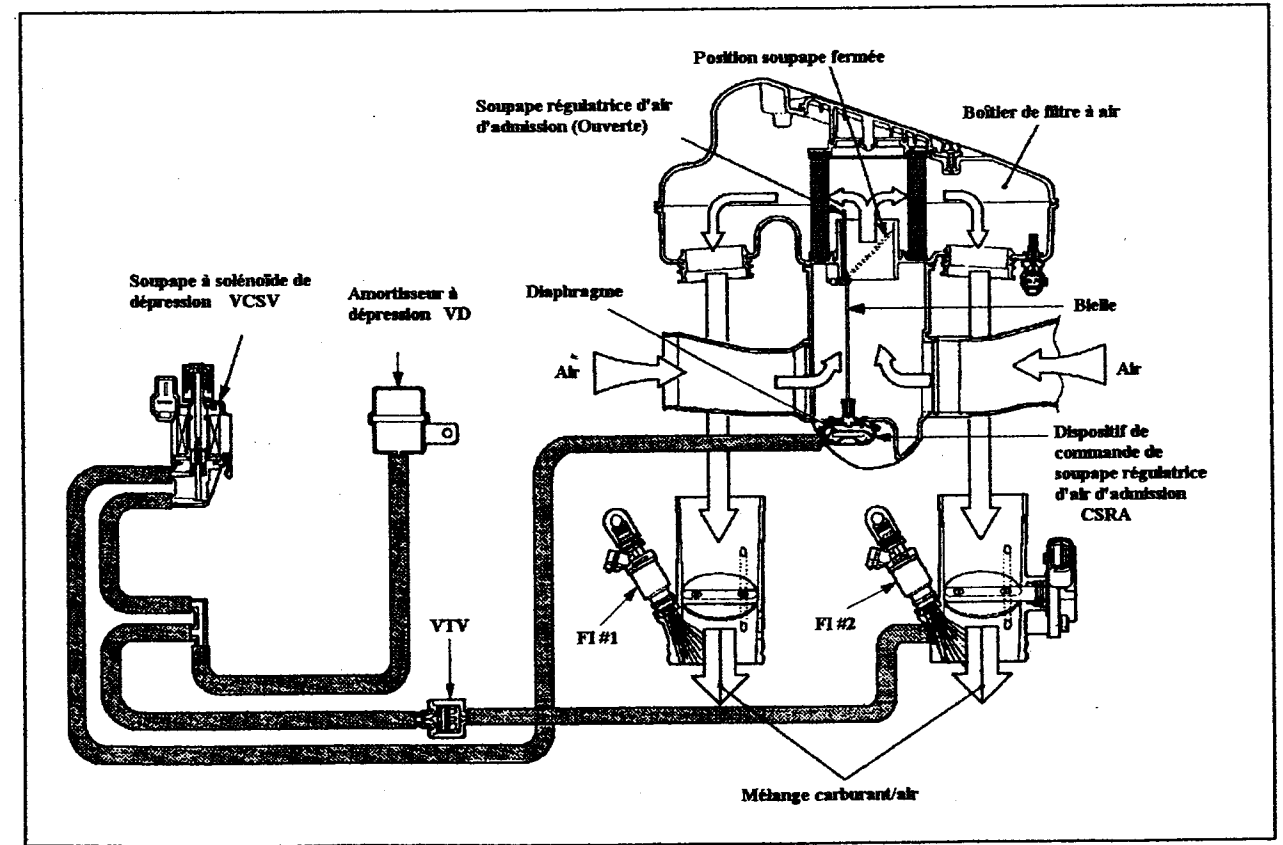 Position soupape fermée
Soupape régulatrice d'air
d'admission (Ouverte)
Boîtier de filtre à air
Soupape à solénoïde de
dépression VCSV
Amortisseur à
dépression VD
Diaphragme
Bielle
Air
Air
Dispositif de
commande de
soupape régulatrice
d'air d'admission
CSRA
FI #1
FI #2
VTV
Mélange carburant/air